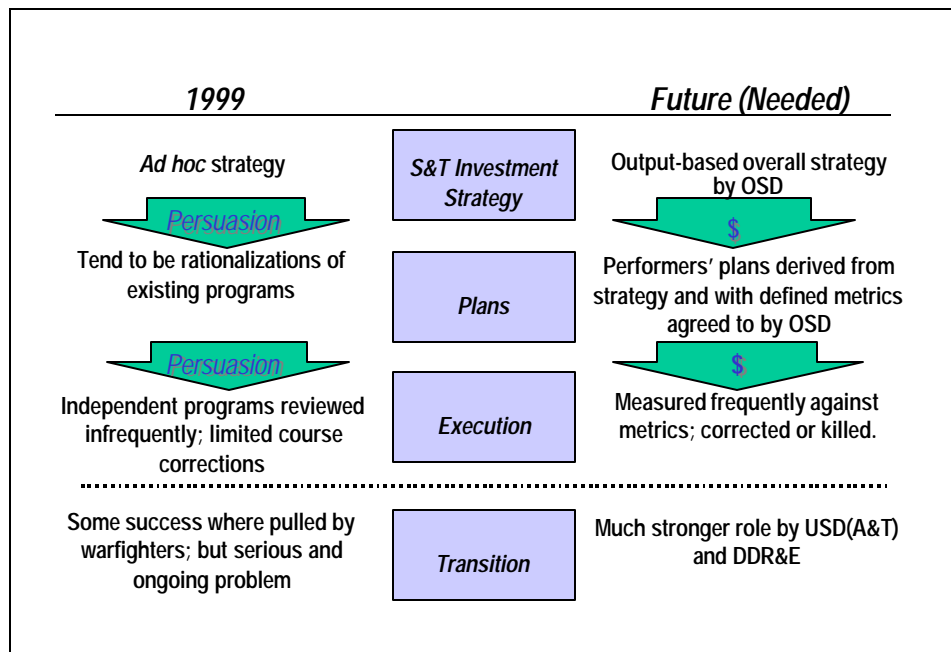 1999
Future (Needed)
Ad hoc strategy
S&T Investment
Strategy
Output-based overall strategy
by OSD
Persuasion
$
Tend to be rationalizations of
existing programs
Plans
Performers' plans derived from
strategy and with defined metrics
agreed to by OSD
Persuasion
$
Independent programs reviewed
infrequently; limited course
corrections
Execution
Measured frequently against
metrics; corrected or killed.
Some success where pulled by
warfighters; but serious and
ongoing problem
Transition
Much stronger role by USD(A&T)
and DDR&E